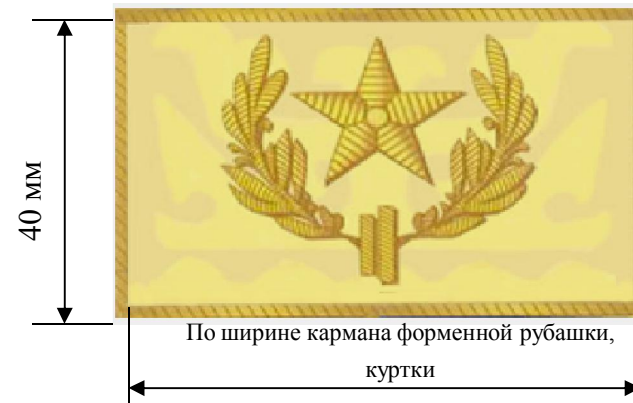 40 мм
По ширине кармана форменной рубашки,
куртки